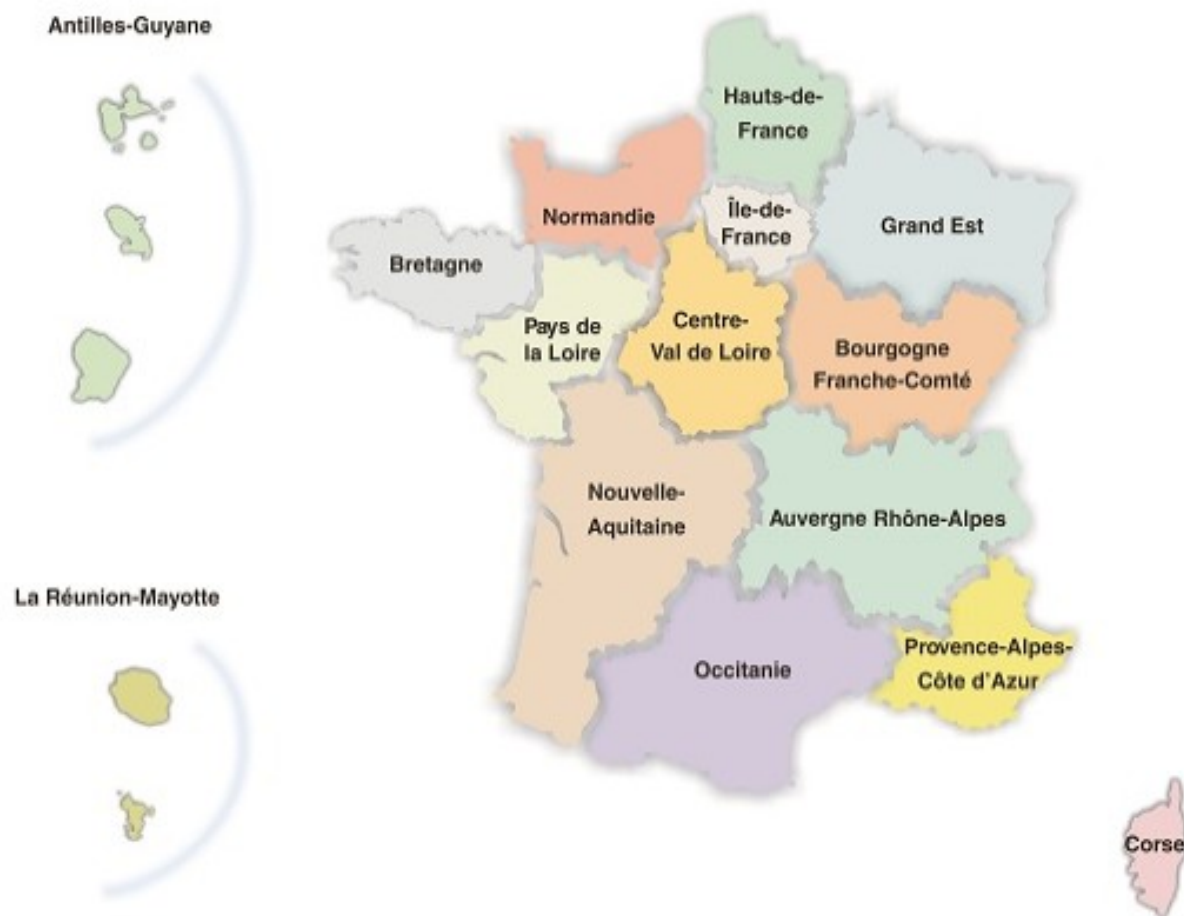 Antilles-Guyane
Hauts-de-
France
Normandie
Île-de-
France
Grand Est
Bretagne
Pays de
la Loire
Centre-
Val de Loire
Bourgogne
Franche-Comté
Nouvelle-
Aquitaine
Auvergne Rhône-Alpes
La Réunion-Mayotte
Occitanie
Provence-Alpes-
Côte d'Azur
Corse